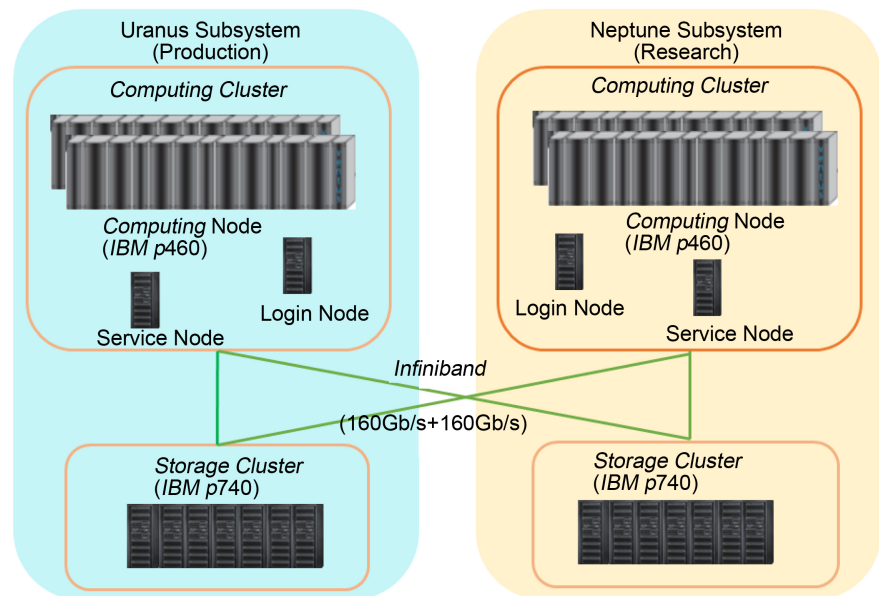 Uranus Subsystem
(Production)
Computing Cluster
Computing Node
(IBM p460)
Login Node
Service Node
Neptune Subsystem
(Research)
Computing Cluster
Computing Node
(IBM p460)
Login Node
Service Node
Infiniband
(160Gb/s+160Gb/s)
Storage Cluster
(IBM p740)
Storage Cluster
(IBM p740)